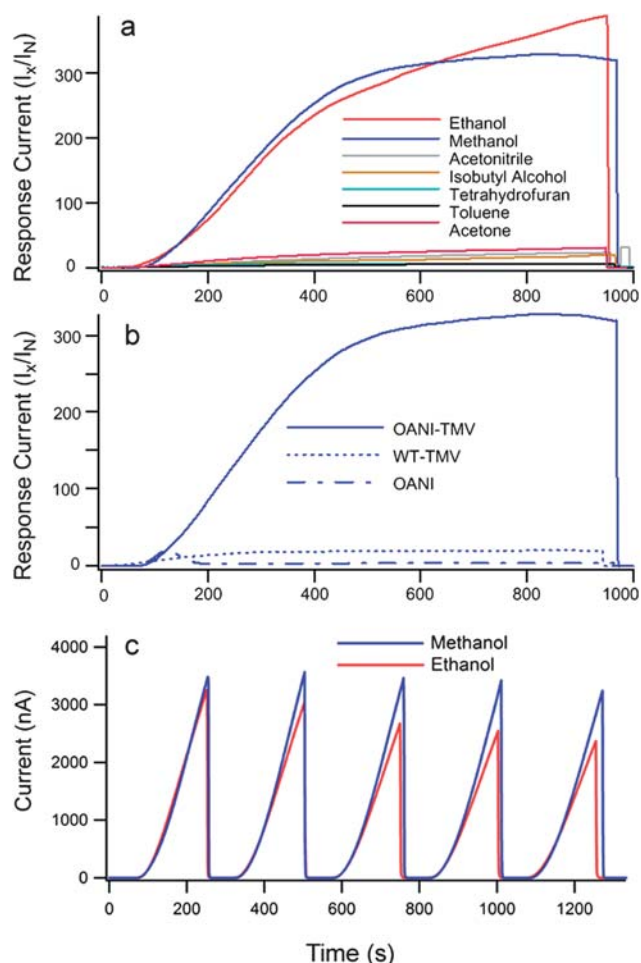 a
Response Current (Iₓ/I_N)
300
200
100
0
Ethanol
Methanol
Acetonitrile
Isobutyl Alcohol
Tetrahydrofuran
Toluene
Acetone
0 200 400 600 800 1000
b
Response Current (Iₓ/I_N)
300
200
100
0
OANI-TMV
WT-TMV
OANI
0 200 400 600 800 1000
c
Current (nA)
4000
3000
2000
1000
0
Methanol
Ethanol
0 200 400 600 800 1000 1200
Time (s)